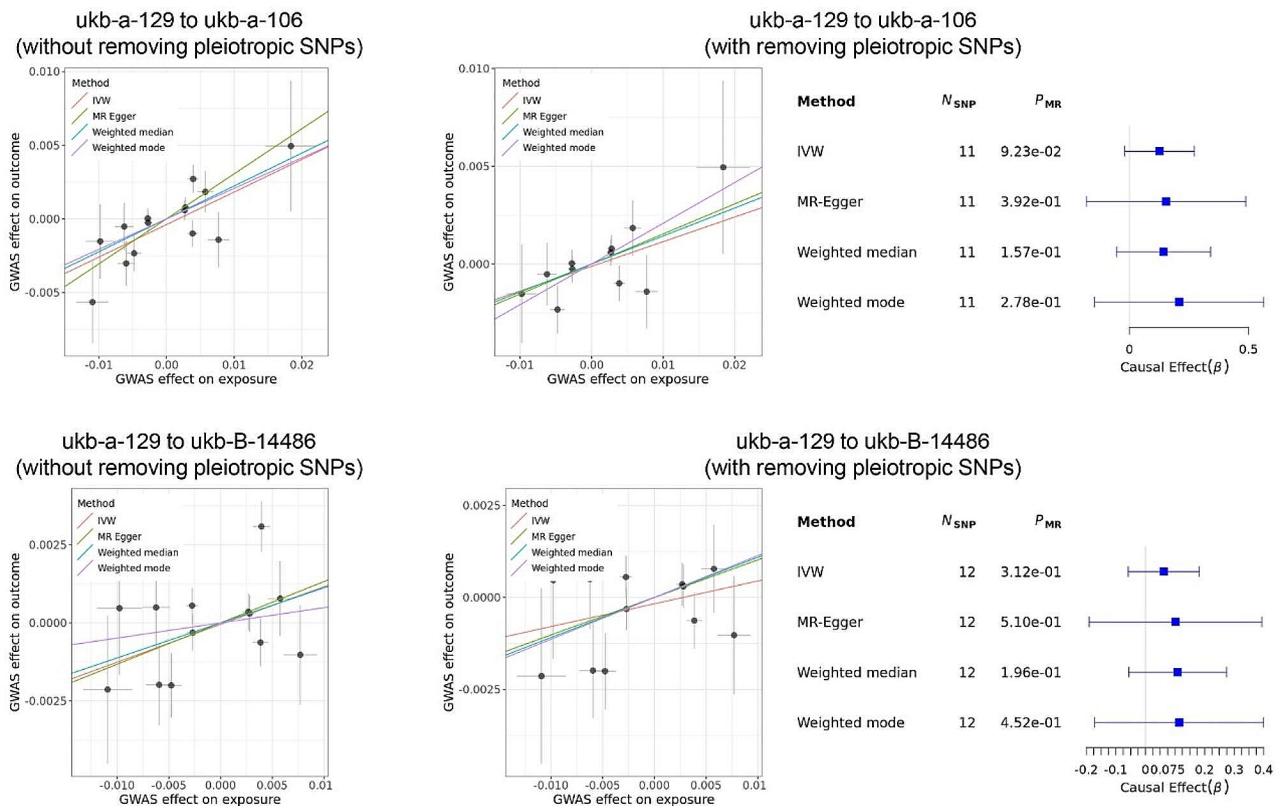 ukb-a-129 to ukb-a-106
(without removing pleiotropic SNPs)
0.010
0.005
0.000
-0.005
GWAS effect on outcome
Method
IVW
MR Egger
Weighted median
Weighted mode
-0.01 0.00 0.01 0.02
GWAS effect on exposure
ukb-a-129 to ukb-a-106
(with removing pleiotropic SNPs)
0.010
0.005
0.000
GWAS effect on outcome
Method
IVW
MR Egger
Weighted median
Weighted mode
-0.01 0.00 0.01 0.02
GWAS effect on exposure
Method NSNP PMR
IVW 11 9.23e-02
MR-Egger 11 3.92e-01
Weighted median 11 1.57e-01
Weighted mode 11 2.78e-01
0 0.5
Causal Effect(β)
ukb-a-129 to ukb-B-14486
(without removing pleiotropic SNPs)
0.0025
0.0000
-0.0025
GWAS effect on outcome
Method
IVW
MR Egger
Weighted median
Weighted mode
-0.010 -0.005 0.000 0.005 0.01
GWAS effect on exposure
ukb-a-129 to ukb-B-14486
(with removing pleiotropic SNPs)
0.0025
0.0000
-0.0025
GWAS effect on outcome
Method
IVW
MR Egger
Weighted median
Weighted mode
-0.010 -0.005 0.000 0.005 0.01
GWAS effect on exposure
Method NSNP PMR
IVW 12 3.12e-01
MR-Egger 12 5.10e-01
Weighted median 12 1.96e-01
Weighted mode 12 4.52e-01
-0.2 -0.1 0.075 0.2 0.3 0.4
Causal Effect(β)